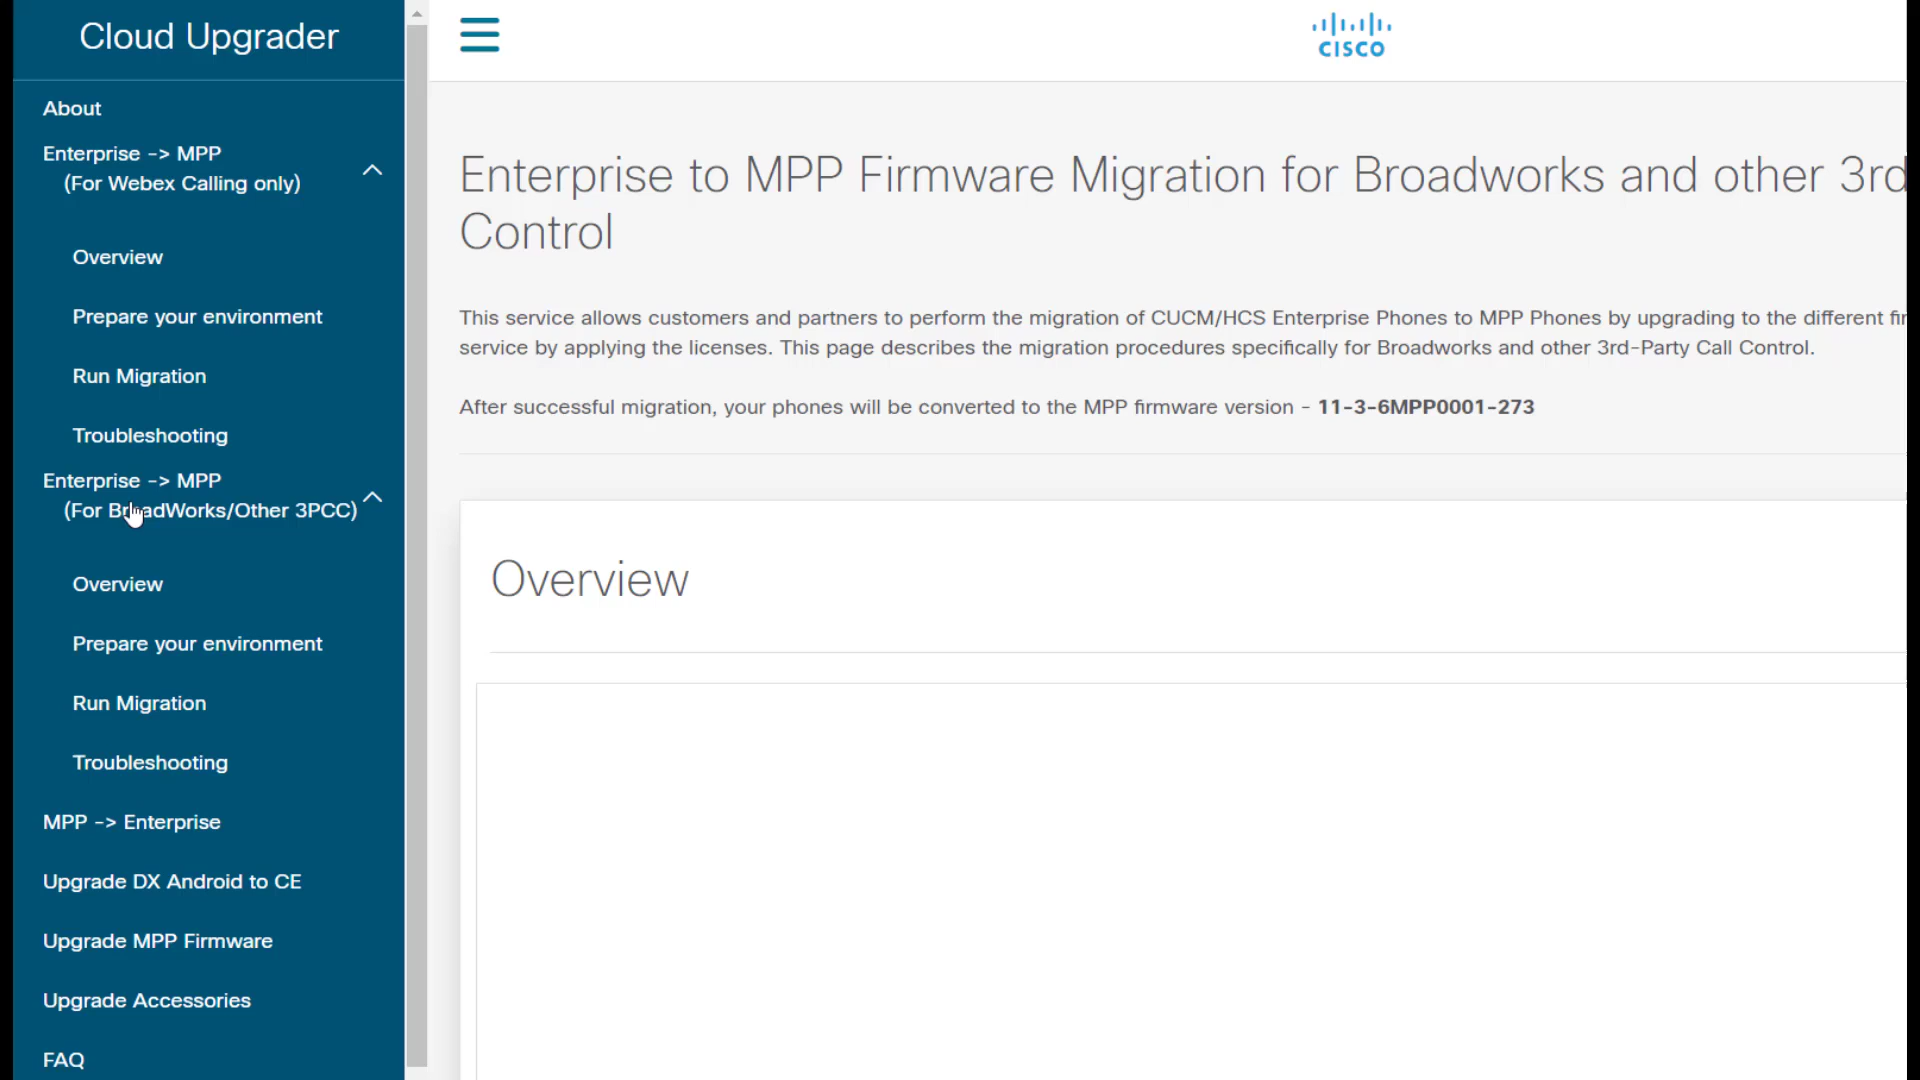 Cloud Upgrader
About
Enterprise -> MPP
(For Webex Calling only)
Overview
Prepare your environment
Run Migration
Troubleshooting
Enterprise -> MPP
(For BroadWorks/Other 3PCC)
Overview
Prepare your environment
Run Migration
Troubleshooting
MPP -> Enterprise
Upgrade DX Android to CE
Upgrade MPP Firmware
Upgrade Accessories
FAQ
CISCO
Enterprise to MPP Firmware Migration for Broadworks and other 3rd
Control
This service allows customers and partners to perform the migration of CUCM/HCS Enterprise Phones to MPP Phones by upgrading to the different
service by applying the licenses. This page describes the migration procedures specifically for Broadworks and other 3rd-Party Call Control.
After successful migration, your phones will be converted to the MPP firmware version - 11-3-6MPP0001-273
Overview